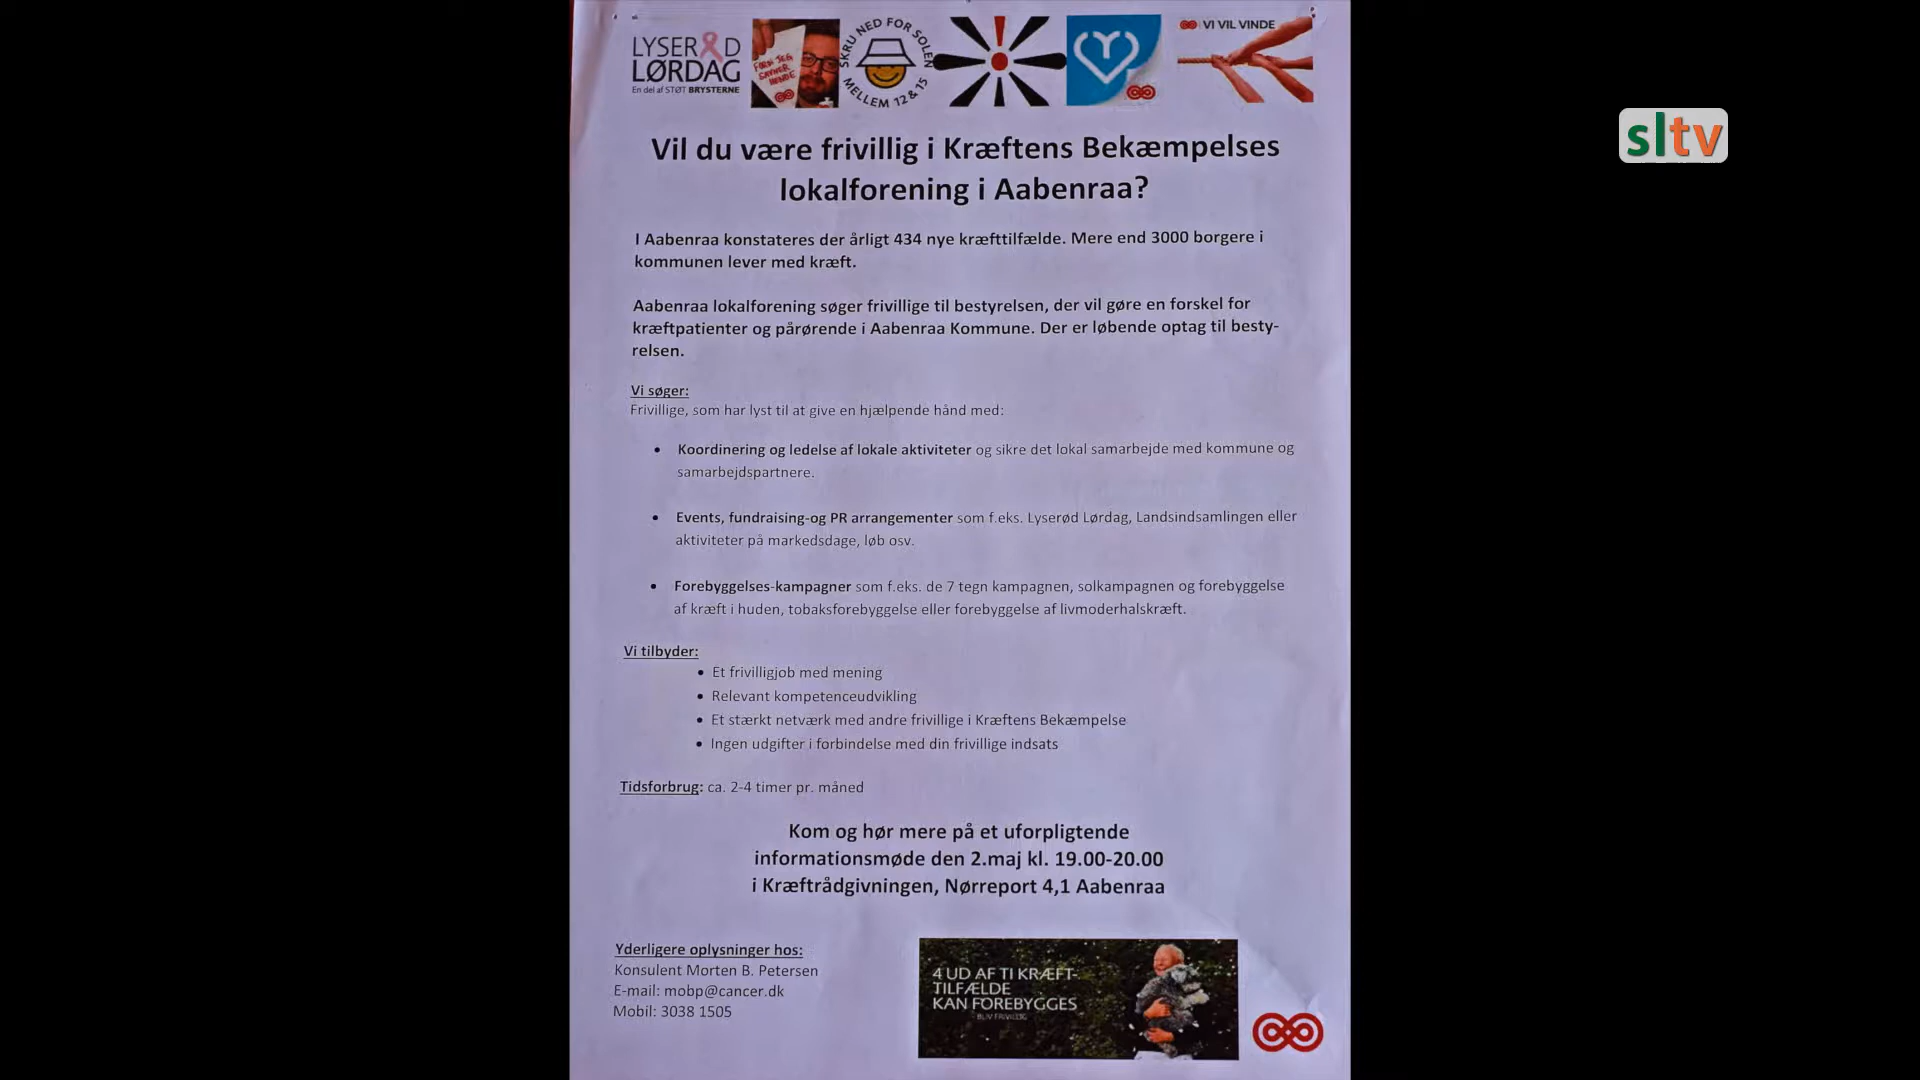 LYSERØD
LØRDAG
En del af STØT BRYSTERNE
FORDI JEG
SAVNER
HENDE
SKRU NED FOR SOLEN
MELLEM 12 & 15
VI VIL VINDE
sltv
Vil du være frivillig i Kræftens Bekæmpelses
lokalforening i Aabenraa?
I Aabenraa konstateres der årligt 434 nye kræfttilfælde. Mere end 3000 borgere i
kommunen lever med kræft.
Aabenraa lokalforening søger frivillige til bestyrelsen, der vil gøre en forskel for
kræftpatienter og pårørende i Aabenraa Kommune. Der er løbende optag til besty-
relsen.
Vi søger:
Frivillige, som har lyst til at give en hjælpende hånd med:
• Koordinering og ledelse af lokale aktiviteter og sikre det lokal samarbejde med kommune og
samarbejdspartnere.
• Events, fundraising-og PR arrangementer som f.eks. Lyserød Lørdag, Landsindsamlingen eller
aktiviteter på markedsdage, løb osv.
• Forebyggelses-kampagner som f.eks. de 7 tegn kampagnen, solkampagnen og forebyggelse
af kræft i huden, tobaksforebyggelse eller forebyggelse af livmoderhalskræft.
Vi tilbyder:
• Et frivilligjob med mening
• Relevant kompetenceudvikling
• Et stærkt netværk med andre frivillige i Kræftens Bekæmpelse
• Ingen udgifter i forbindelse med din frivillige indsats
Tidsforbrug: ca. 2-4 timer pr. måned
Kom og hør mere på et uforpligtende
informationsmøde den 2.maj kl. 19.00-20.00
i Kræftrådgivningen, Nørreport 4,1 Aabenraa
Yderligere oplysninger hos:
Konsulent Morten B. Petersen
E-mail: mobp@cancer.dk
Mobil: 3038 1505
4 UD AF TI KRÆFT-
TILFÆLDE
KAN FOREBYGGES
BLIV FRIVILLIG